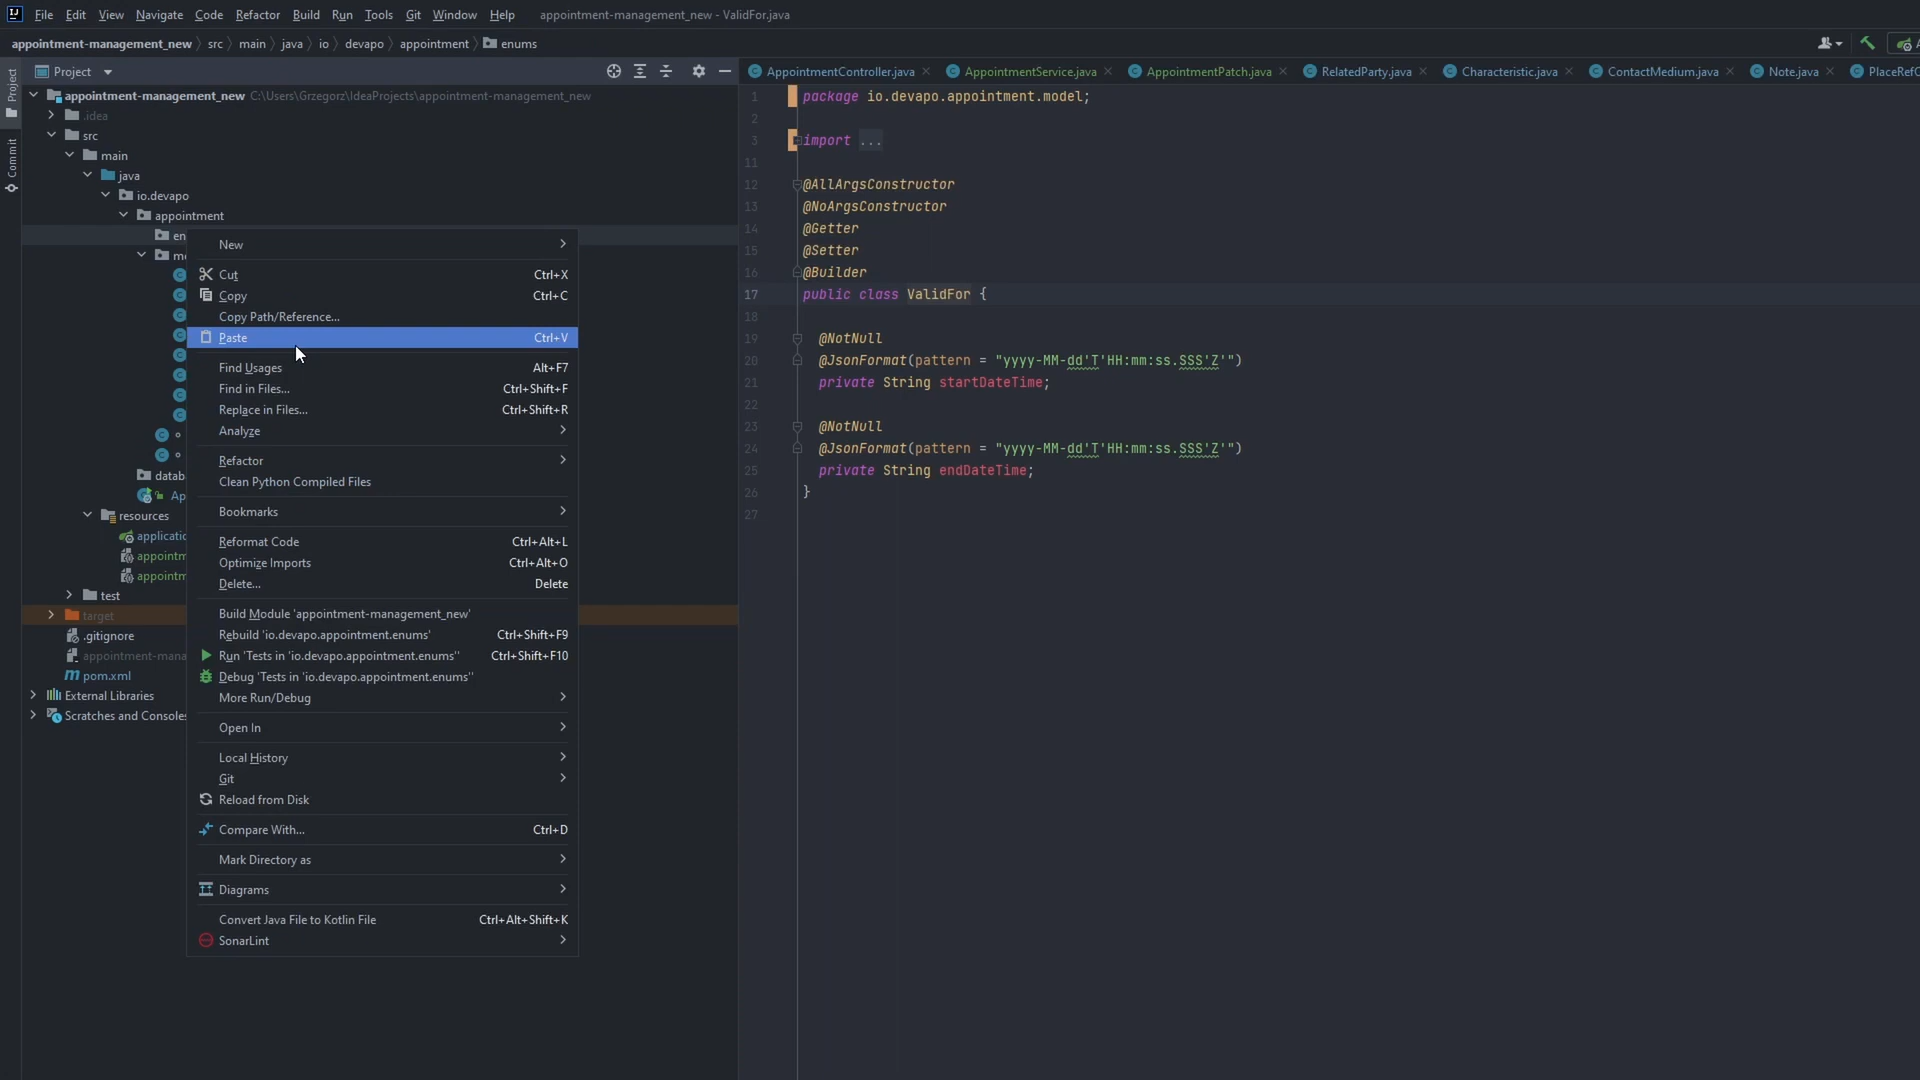 File Edit View Navigate Code Refactor Build Run Tools Git Window Help appointment-management_new - ValidFor.java
appointment-management_new src main java io devapo appointment enums
Project
Commit
Project
AppointmentController.java AppointmentService.java AppointmentPatch.java RelatedParty.java Characteristic.java ContactMedium.java Note.java PlaceRefC
appointment-management_new C:\Users\Grzegorz\IdeaProjects\appointment-management_new
.idea
src
main
java
io.devapo
appointment
en
mo
datab
Ap
resources
applicatic
appointm
appointm
test
target
.gitignore
appointment-mana
pom.xml
External Libraries
Scratches and Consoles
New
Cut Ctrl+X
Copy Ctrl+C
Copy Path/Reference...
Paste Ctrl+V
Find Usages Alt+F7
Find in Files... Ctrl+Shift+F
Replace in Files... Ctrl+Shift+R
Analyze
Refactor
Clean Python Compiled Files
Bookmarks
Reformat Code Ctrl+Alt+L
Optimize Imports Ctrl+Alt+O
Delete... Delete
Build Module 'appointment-management_new'
Rebuild 'io.devapo.appointment.enums' Ctrl+Shift+F9
Run 'Tests in 'io.devapo.appointment.enums'' Ctrl+Shift+F10
Debug 'Tests in 'io.devapo.appointment.enums''
More Run/Debug
Open In
Local History
Git
Reload from Disk
Compare With... Ctrl+D
Mark Directory as
Diagrams
Convert Java File to Kotlin File Ctrl+Alt+Shift+K
SonarLint
1 package io.devapo.appointment.model;
2
3 import ...
11
12 @AllArgsConstructor
13 @NoArgsConstructor
14 @Getter
15 @Setter
16 @Builder
17 public class ValidFor {
18
19 @NotNull
20 @JsonFormat(pattern = "yyyy-MM-dd'T'HH:mm:ss.SSS'Z'")
21 private String startDateTime;
22
23 @NotNull
24 @JsonFormat(pattern = "yyyy-MM-dd'T'HH:mm:ss.SSS'Z'")
25 private String endDateTime;
26 }
27